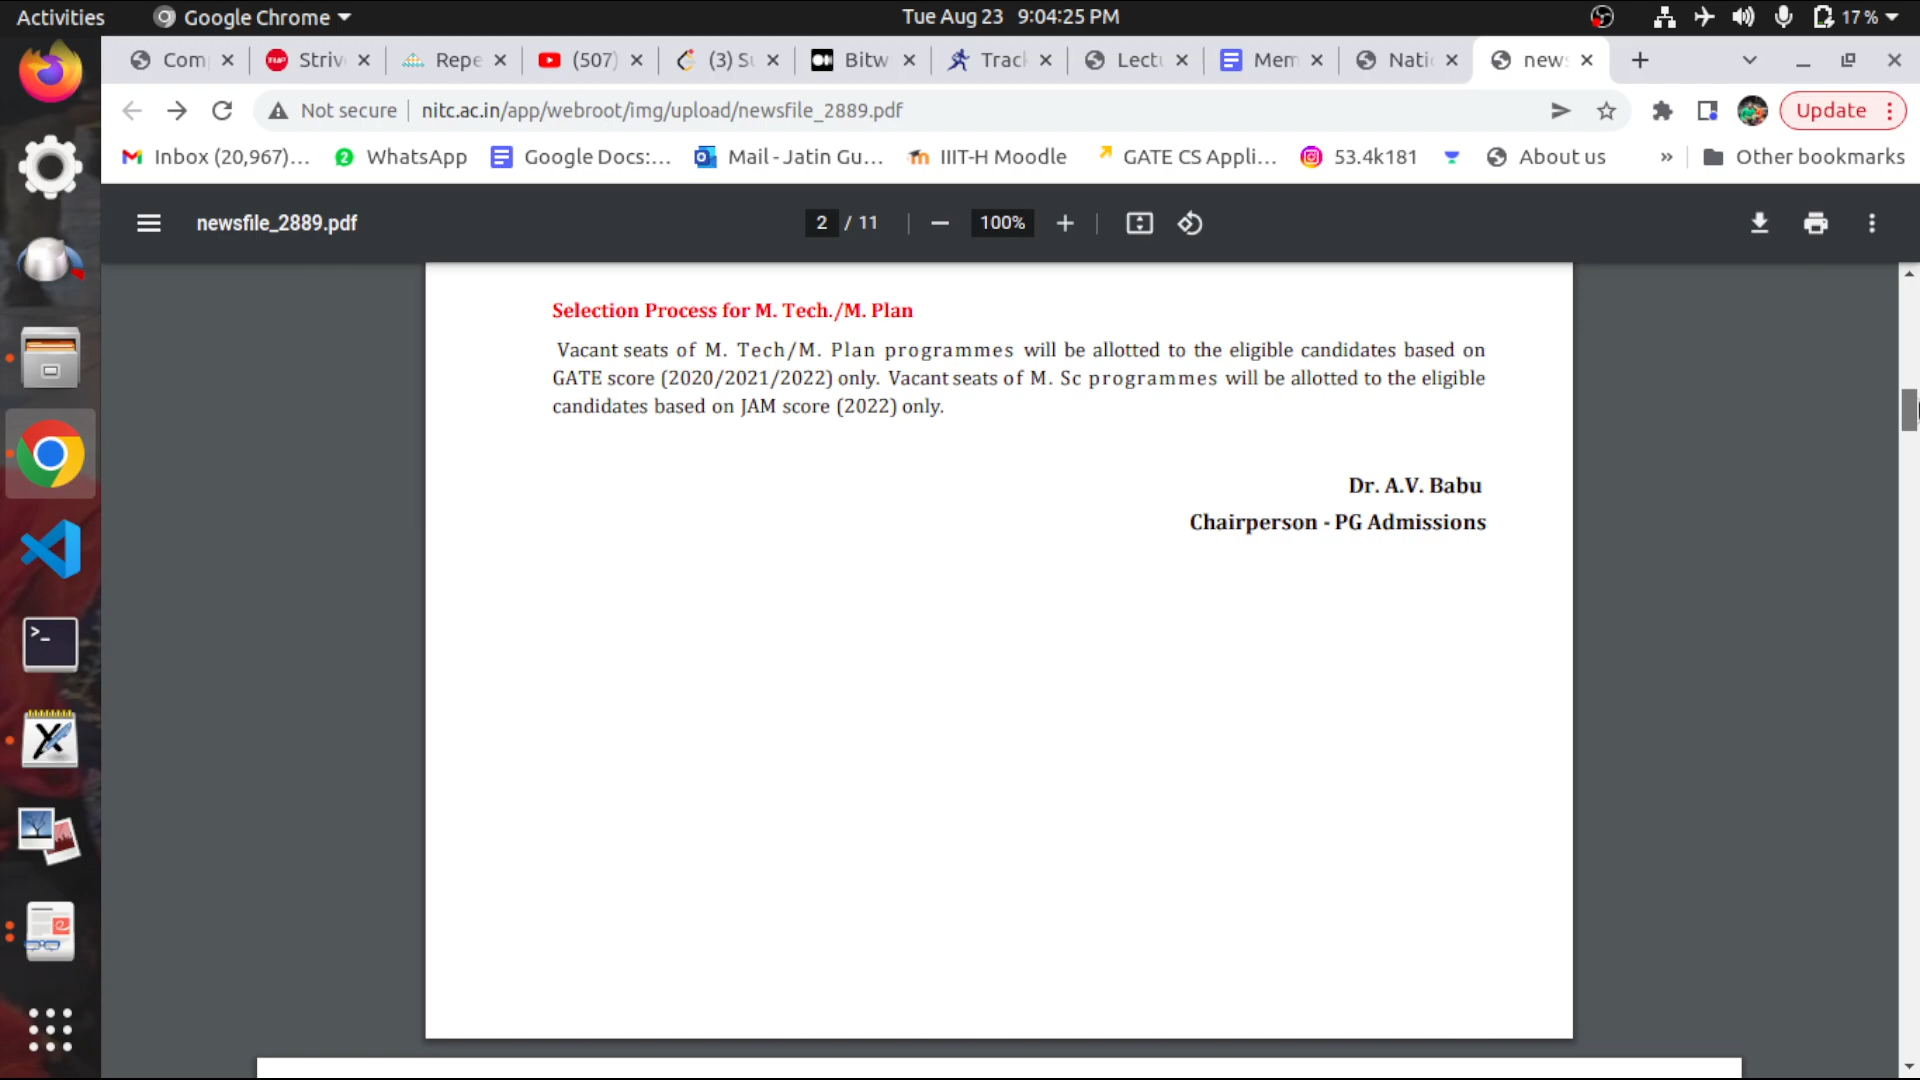 Activities Google Chrome Tue Aug 23 9:04:25 PM 17 %
Com Striv Repe (507) (3) Su Bitw Track Lectu Mem Nati news
Not secure nitc.ac.in/app/webroot/img/upload/newsfile_2889.pdf Update
Inbox (20,967)... 2 WhatsApp Google Docs:... Mail - Jatin Gu... IIIT-H Moodle GATE CS Appli... 53.4k181 About us » Other bookmarks
newsfile_2889.pdf 2 / 11 100%
Selection Process for M. Tech./M. Plan
Vacant seats of M. Tech/M. Plan programmes will be allotted to the eligible candidates based on
GATE score (2020/2021/2022) only. Vacant seats of M. Sc programmes will be allotted to the eligible
candidates based on JAM score (2022) only.
Dr. A.V. Babu
Chairperson - PG Admissions